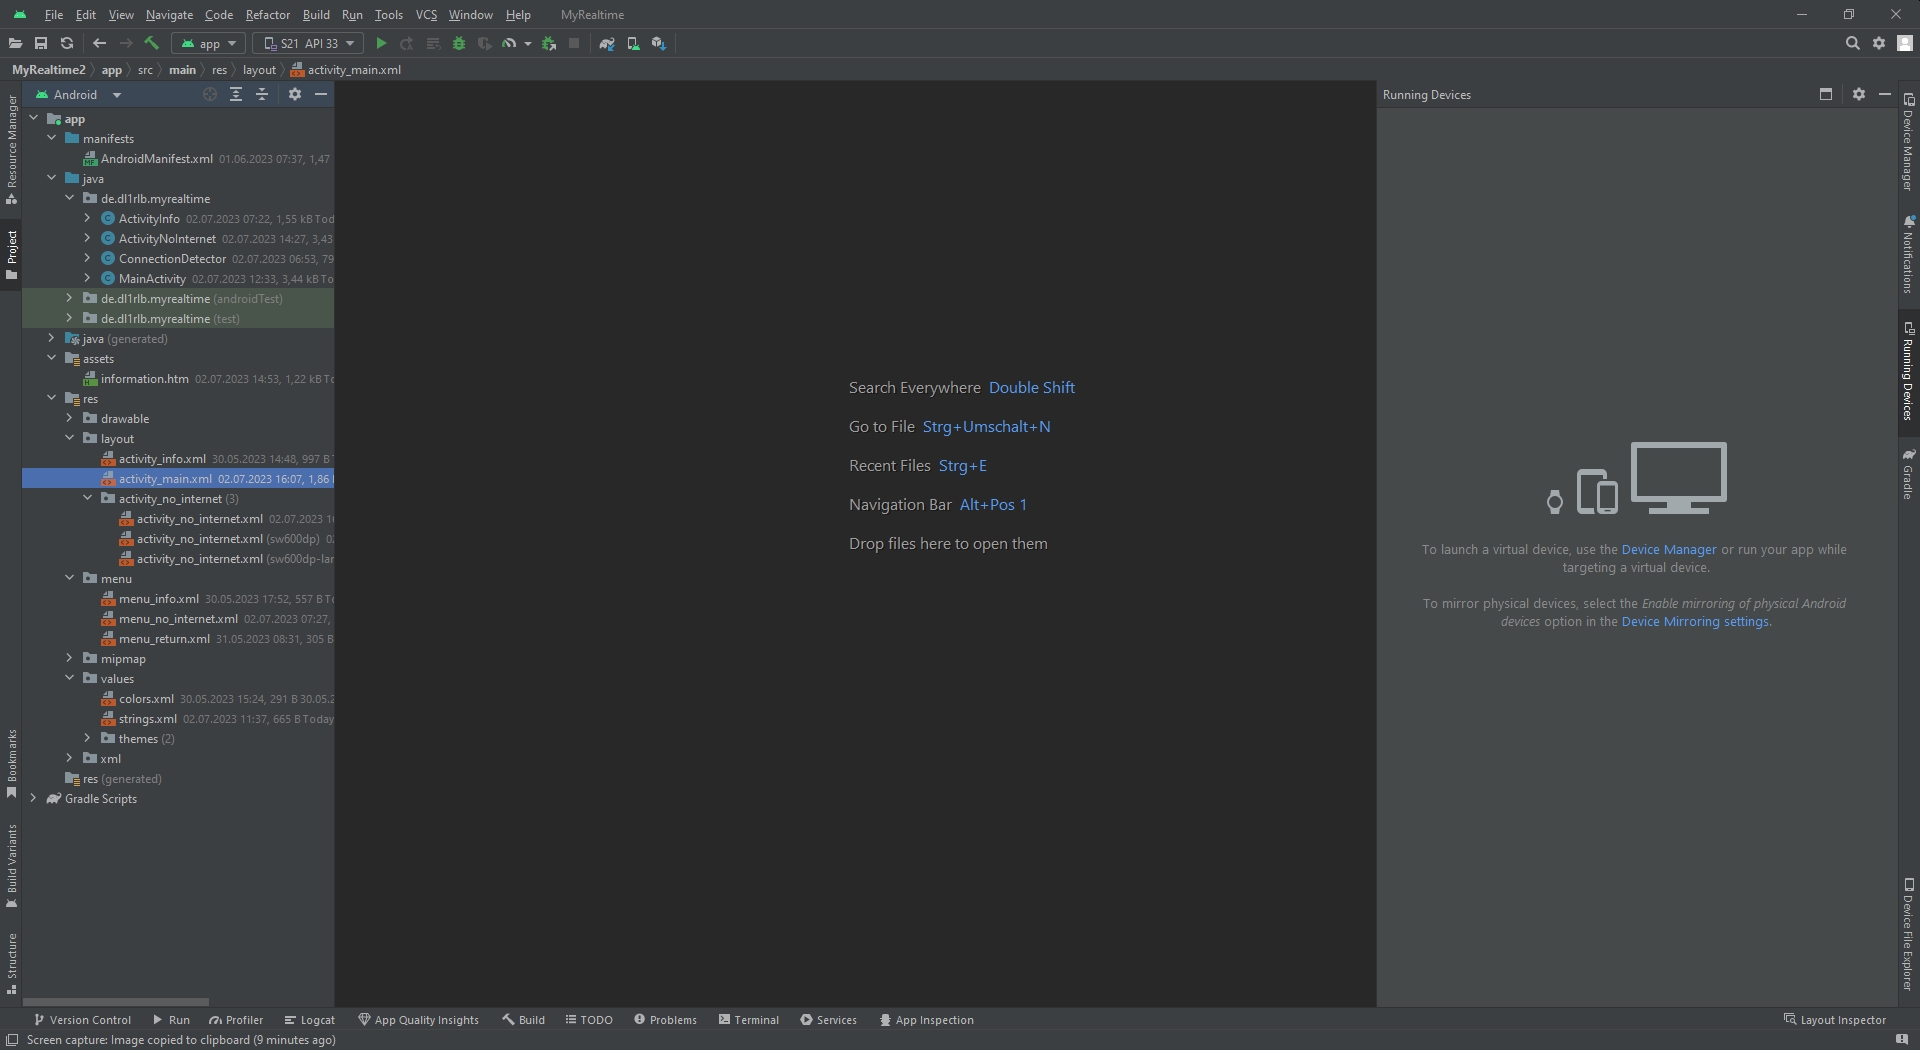 File Edit View Navigate Code Refactor Build Run Tools VCS Window Help MyRealtime
app S21 API 33
MyRealtime2 app src main res layout activity_main.xml
Android
Running Devices
app
manifests
AndroidManifest.xml 01.06.2023 07:37, 1,47
java
de.dl1rlb.myrealtime
ActivityInfo 02.07.2023 07:22, 1,55 kB Tod
ActivityNoInternet 02.07.2023 14:27, 3,43
ConnectionDetector 02.07.2023 06:53, 79
MainActivity 02.07.2023 12:33, 3,44 kB To
de.dl1rlb.myrealtime (androidTest)
de.dl1rlb.myrealtime (test)
java (generated)
assets
information.htm 02.07.2023 14:53, 1,22 kB To
res
drawable
layout
activity_info.xml 30.05.2023 14:48, 997 B
activity_main.xml 02.07.2023 16:07, 1,86
activity_no_internet (3)
activity_no_internet.xml 02.07.2023
activity_no_internet.xml (sw600dp)
activity_no_internet.xml (sw600dp-lan
menu
menu_info.xml 30.05.2023 17:52, 557 B
menu_no_internet.xml 02.07.2023 07:27,
menu_return.xml 31.05.2023 08:31, 305 B
mipmap
values
colors.xml 30.05.2023 15:24, 291 B 30.05.2
strings.xml 02.07.2023 11:37, 665 B Today
themes (2)
xml
res (generated)
Gradle Scripts
Search Everywhere Double Shift
Go to File Strg+Umschalt+N
Recent Files Strg+E
Navigation Bar Alt+Pos 1
Drop files here to open them
To launch a virtual device, use the Device Manager or run your app while
targeting a virtual device.
To mirror physical devices, select the Enable mirroring of physical Android
devices option in the Device Mirroring settings.
Resource Manager
Project
Bookmarks
Build Variants
Structure
Device Manager
Notifications
Running Devices
Gradle
Device File Explorer
Version Control Run Profiler Logcat App Quality Insights Build TODO Problems Terminal Services App Inspection Layout Inspector
Screen capture: Image copied to clipboard (9 minutes ago)